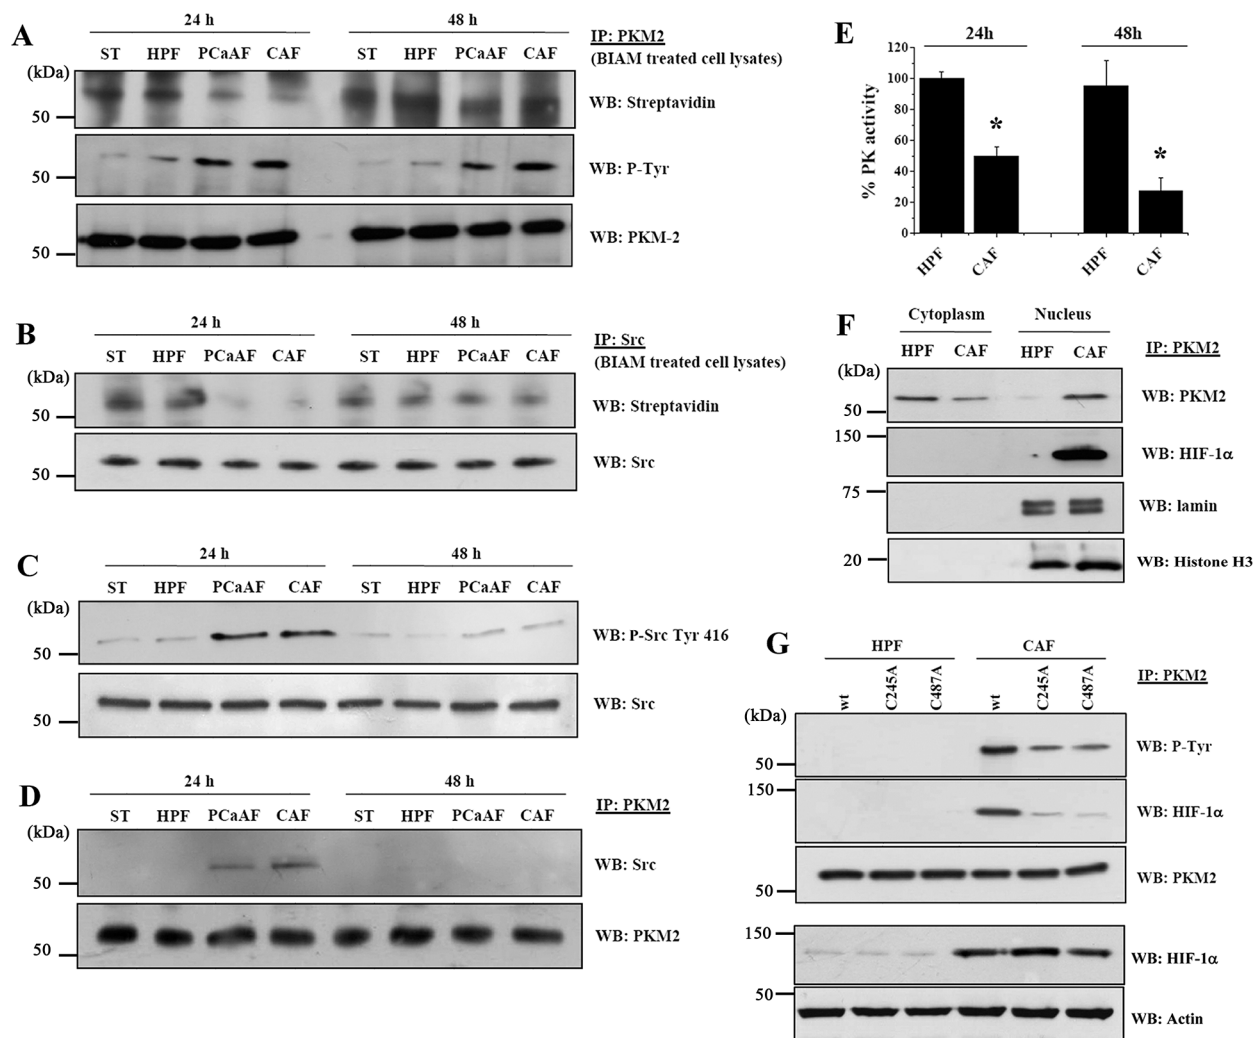 A
24 h
48 h
ST HPF PCaAF CAF ST HPF PCaAF CAF
IP: PKM2
(BIAM treated cell lysates)
(kDa)
50
WB: Streptavidin
50
WB: P-Tyr
50
WB: PKM-2
B
24 h
48 h
ST HPF PCaAF CAF ST HPF PCaAF CAF
IP: Src
(BIAM treated cell lysates)
(kDa)
50
WB: Streptavidin
50
WB: Src
C
24 h
48 h
ST HPF PCaAF CAF ST HPF PCaAF CAF
(kDa)
50
WB: P-Src Tyr 416
50
WB: Src
D
24 h
48 h
ST HPF PCaAF CAF ST HPF PCaAF CAF
IP: PKM2
(kDa)
50
WB: Src
50
WB: PKM2
E
24h
48h
% PK activity
120
100
80
60
40
20
0
*
*
HPF CAF HPF CAF
F
Cytoplasm Nucleus
HPF CAF HPF CAF
IP: PKM2
(kDa)
50
WB: PKM2
150
WB: HIF-1α
75
WB: lamin
20
WB: Histone H3
G
HPF
CAF
wt C245A C487A wt C245A C487A
IP: PKM2
(kDa)
50
WB: P-Tyr
150
WB: HIF-1α
50
WB: PKM2
150
WB: HIF-1α
50
WB: Actin